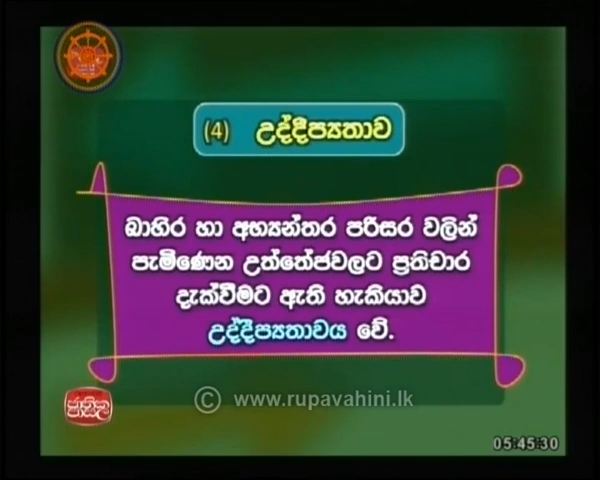 (4) උද්දීප්‍යතාව
බාහිර හා අභ්‍යන්තර පරිසර වලින්
පැමිණෙන උත්තේජවලට ප්‍රතිචාර
දැක්වීමට ඇති හැකියාව
උද්දීප්‍යතාවය වේ.
ජාතික
පාසල
© www.rupavahini.lk
05:45:30